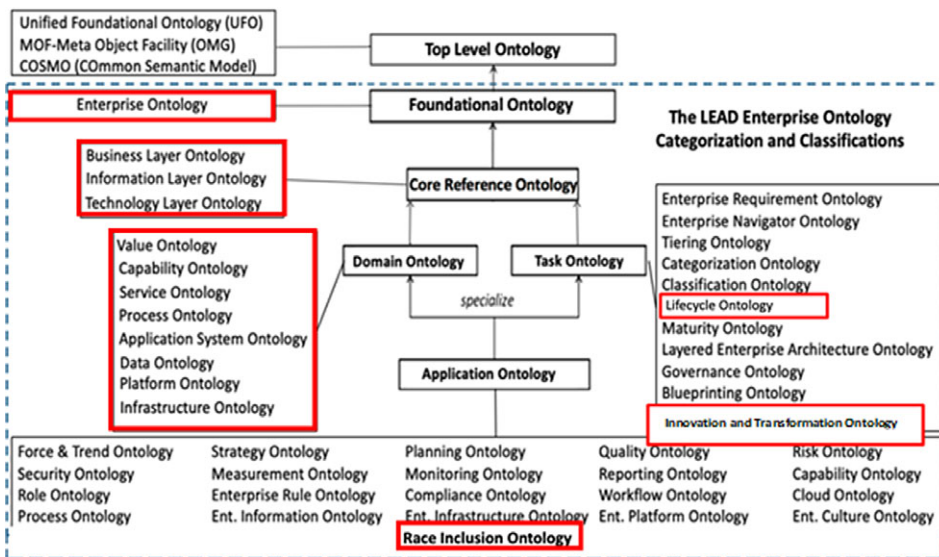 Unified Foundational Ontology (UFO)
MOF-Meta Object Facility (OMG)
COSMO (COmmon Semantic Model)
Top Level Ontology
Enterprise Ontology
Foundational Ontology
The LEAD Enterprise Ontology
Categorization and Classifications
Business Layer Ontology
Information Layer Ontology
Technology Layer Ontology
Core Reference Ontology
Value Ontology
Capability Ontology
Service Ontology
Process Ontology
Application System Ontology
Data Ontology
Platform Ontology
Infrastructure Ontology
Domain Ontology
Task Ontology
specialize
Application Ontology
Enterprise Requirement Ontology
Enterprise Navigator Ontology
Tiering Ontology
Categorization Ontology
Classification Ontology
Lifecycle Ontology
Maturity Ontology
Layered Enterprise Architecture Ontology
Governance Ontology
Blueprinting Ontology
Innovation and Transformation Ontology
Force & Trend Ontology Strategy Ontology Planning Ontology Quality Ontology Risk Ontology
Security Ontology Measurement Ontology Monitoring Ontology Reporting Ontology Capability Ontology
Role Ontology Enterprise Rule Ontology Compliance Ontology Workflow Ontology Cloud Ontology
Process Ontology Ent. Information Ontology Ent. Infrastructure Ontology Ent. Platform Ontology Ent. Culture Ontology
Race Inclusion Ontology